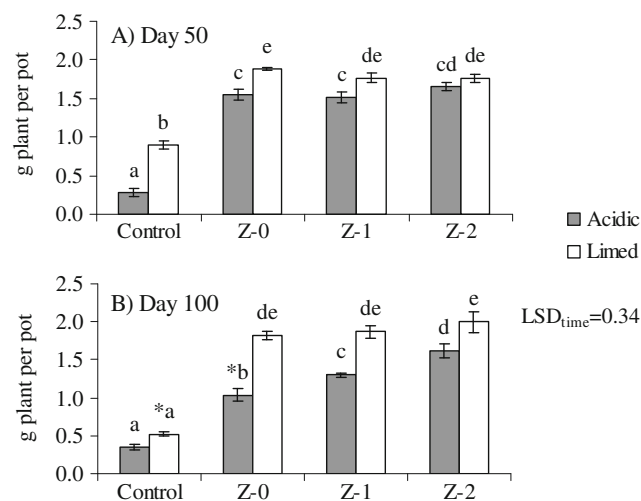 A) Day 50
g plant per pot
2.5
2.0
1.5
1.0
0.5
0.0
a
b
c
e
c
de
cd
de
Control Z-0 Z-1 Z-2
Acidic
Limed
B) Day 100
LSDtime=0.34
g plant per pot
2.5
2.0
1.5
1.0
0.5
0.0
a
*a
*b
de
c
de
d
e
Control Z-0 Z-1 Z-2